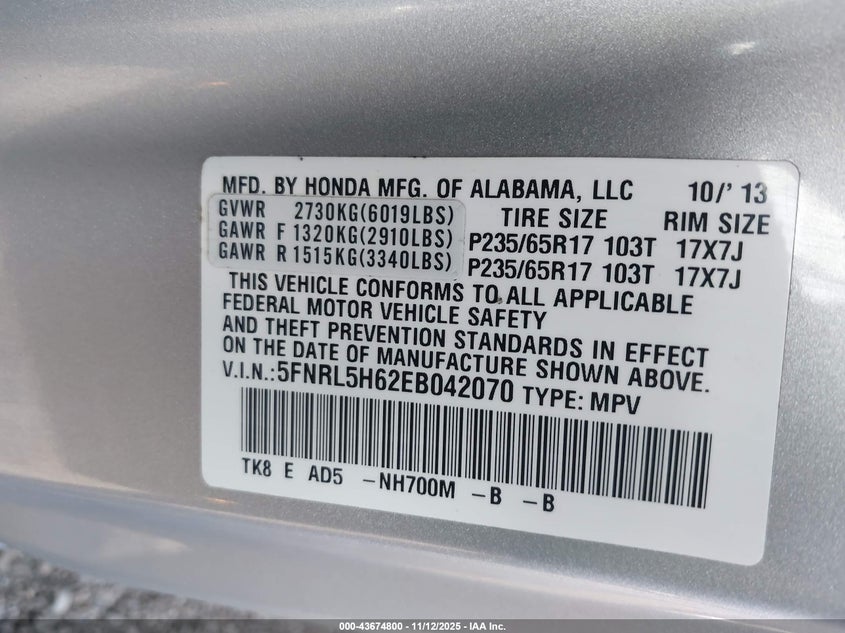 MFD. BY HONDA MFG. OF ALABAMA, LLC 10/' 13
GVWR 2730KG(6019LBS) TIRE SIZE RIM SIZE
GAWR F 1320KG(2910LBS) P235/65R17 103T 17X7J
GAWR R 1515KG(3340LBS) P235/65R17 103T 17X7J
THIS VEHICLE CONFORMS TO ALL APPLICABLE
FEDERAL MOTOR VEHICLE SAFETY
AND THEFT PREVENTION STANDARDS IN EFFECT
ON THE DATE OF MANUFACTURE SHOWN ABOVE.
V.I.N.:5FNRL5H62EB042070 TYPE: MPV
TK8 E AD5 -NH700M -B -B
000-43674800 - 11/12/2025 - IAA Inc.